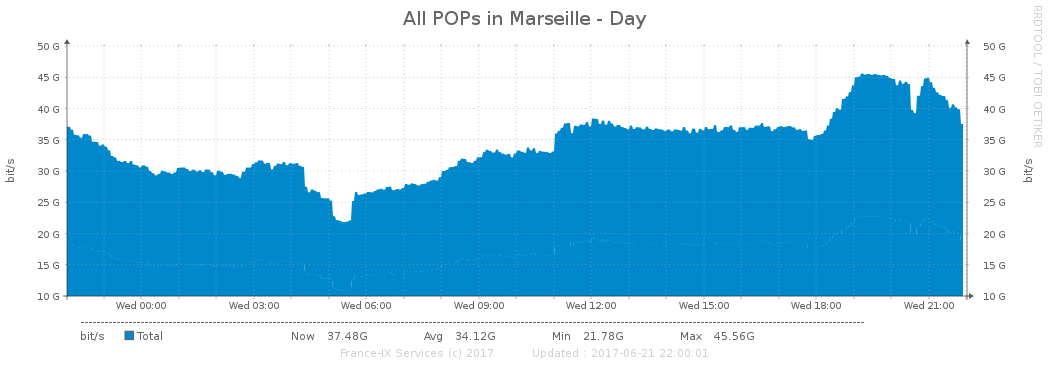 All POPs in Marseille - Day
RRDTOOL / TOBI OETIKER
50 G 50 G
45 G 45 G
40 G 40 G
35 G 35 G
30 G 30 G
25 G 25 G
20 G 20 G
15 G 15 G
10 G 10 G
bit/s
bit/s
Wed 00:00 Wed 03:00 Wed 06:00 Wed 09:00 Wed 12:00 Wed 15:00 Wed 18:00 Wed 21:00
bit/s Total Now 37.48G Avg 34.12G Min 21.78G Max 45.56G
France-IX Services (c) 2017 Updated : 2017-06-21 22:00:01